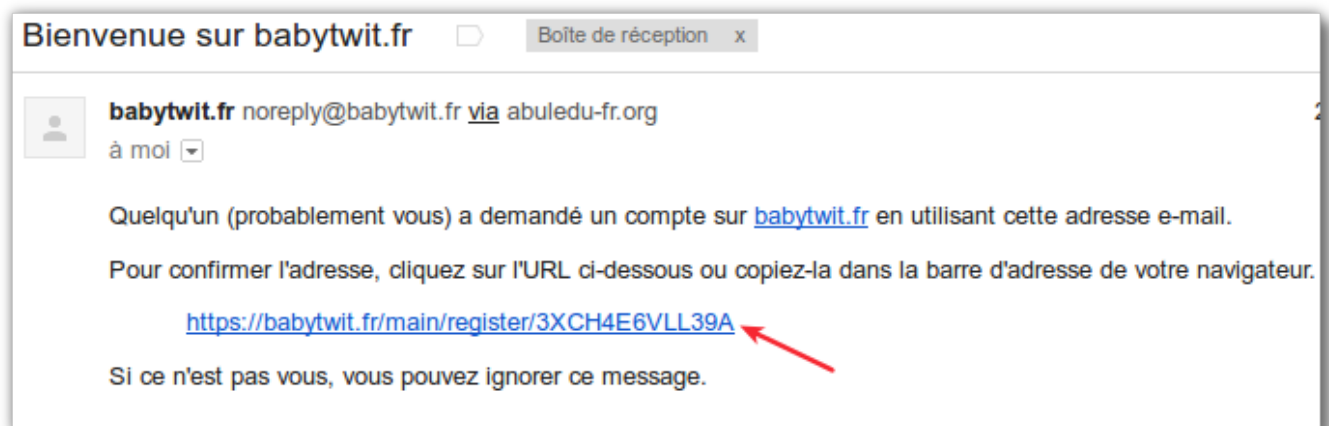 Bienvenue sur babytwit.fr Boîte de réception x
babytwit.fr noreply@babytwit.fr via abuledu-fr.org
à moi
Quelqu'un (probablement vous) a demandé un compte sur babytwit.fr en utilisant cette adresse e-mail.
Pour confirmer l'adresse, cliquez sur l'URL ci-dessous ou copiez-la dans la barre d'adresse de votre navigateur.
https://babytwit.fr/main/register/3XCH4E6VLL39A
Si ce n'est pas vous, vous pouvez ignorer ce message.